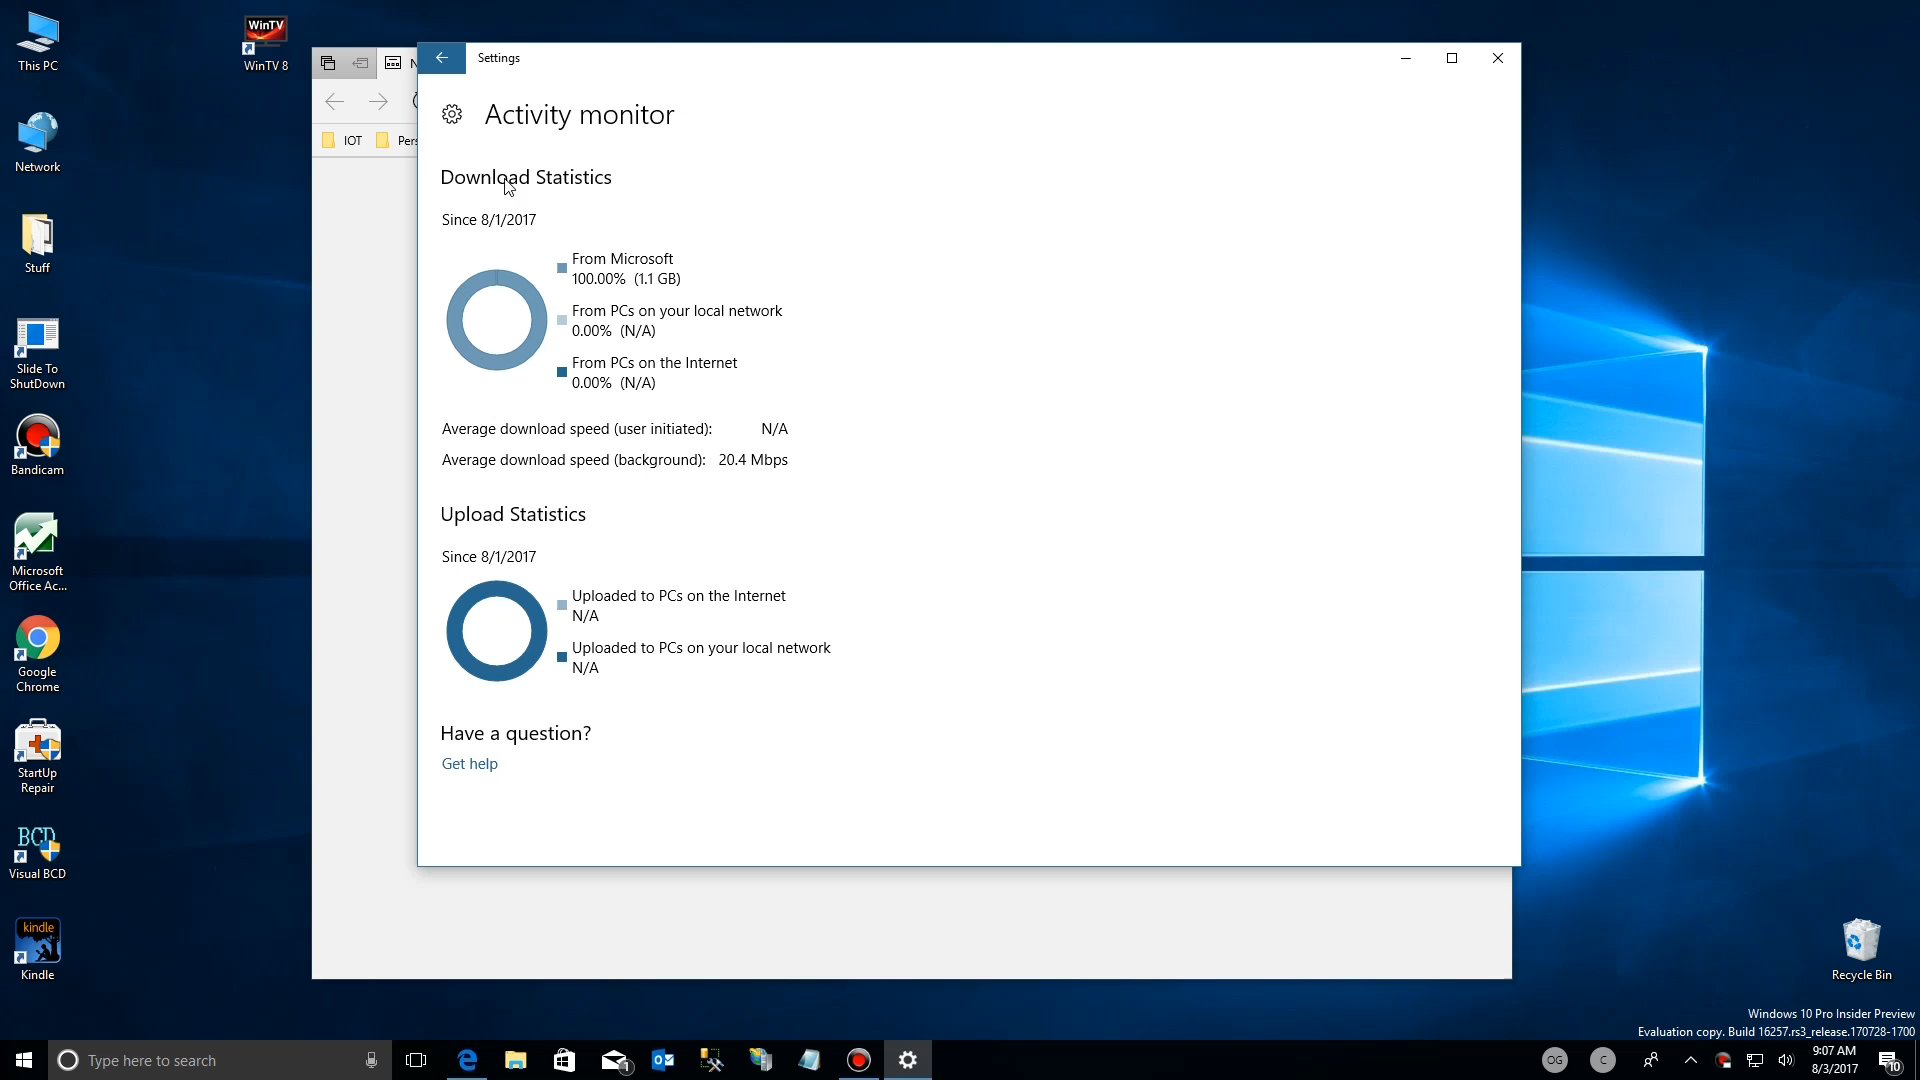 This PC
Network
Stuff
Slide To
ShutDown
Bandicam
Microsoft
Office Ac...
Google
Chrome
StartUp
Repair
BCD
Visual BCD
kindle
Kindle
WinTV
WinTV 8
N
IOT
Pers
Settings
Activity monitor
Download Statistics
Since 8/1/2017
From Microsoft
100.00% (1.1 GB)
From PCs on your local network
0.00% (N/A)
From PCs on the Internet
0.00% (N/A)
Average download speed (user initiated): N/A
Average download speed (background): 20.4 Mbps
Upload Statistics
Since 8/1/2017
Uploaded to PCs on the Internet
N/A
Uploaded to PCs on your local network
N/A
Have a question?
Get help
Recycle Bin
Windows 10 Pro Insider Preview
Evaluation copy. Build 16257.rs3_release.170728-1700
Type here to search
1
OG
C
9:07 AM
8/3/2017
10